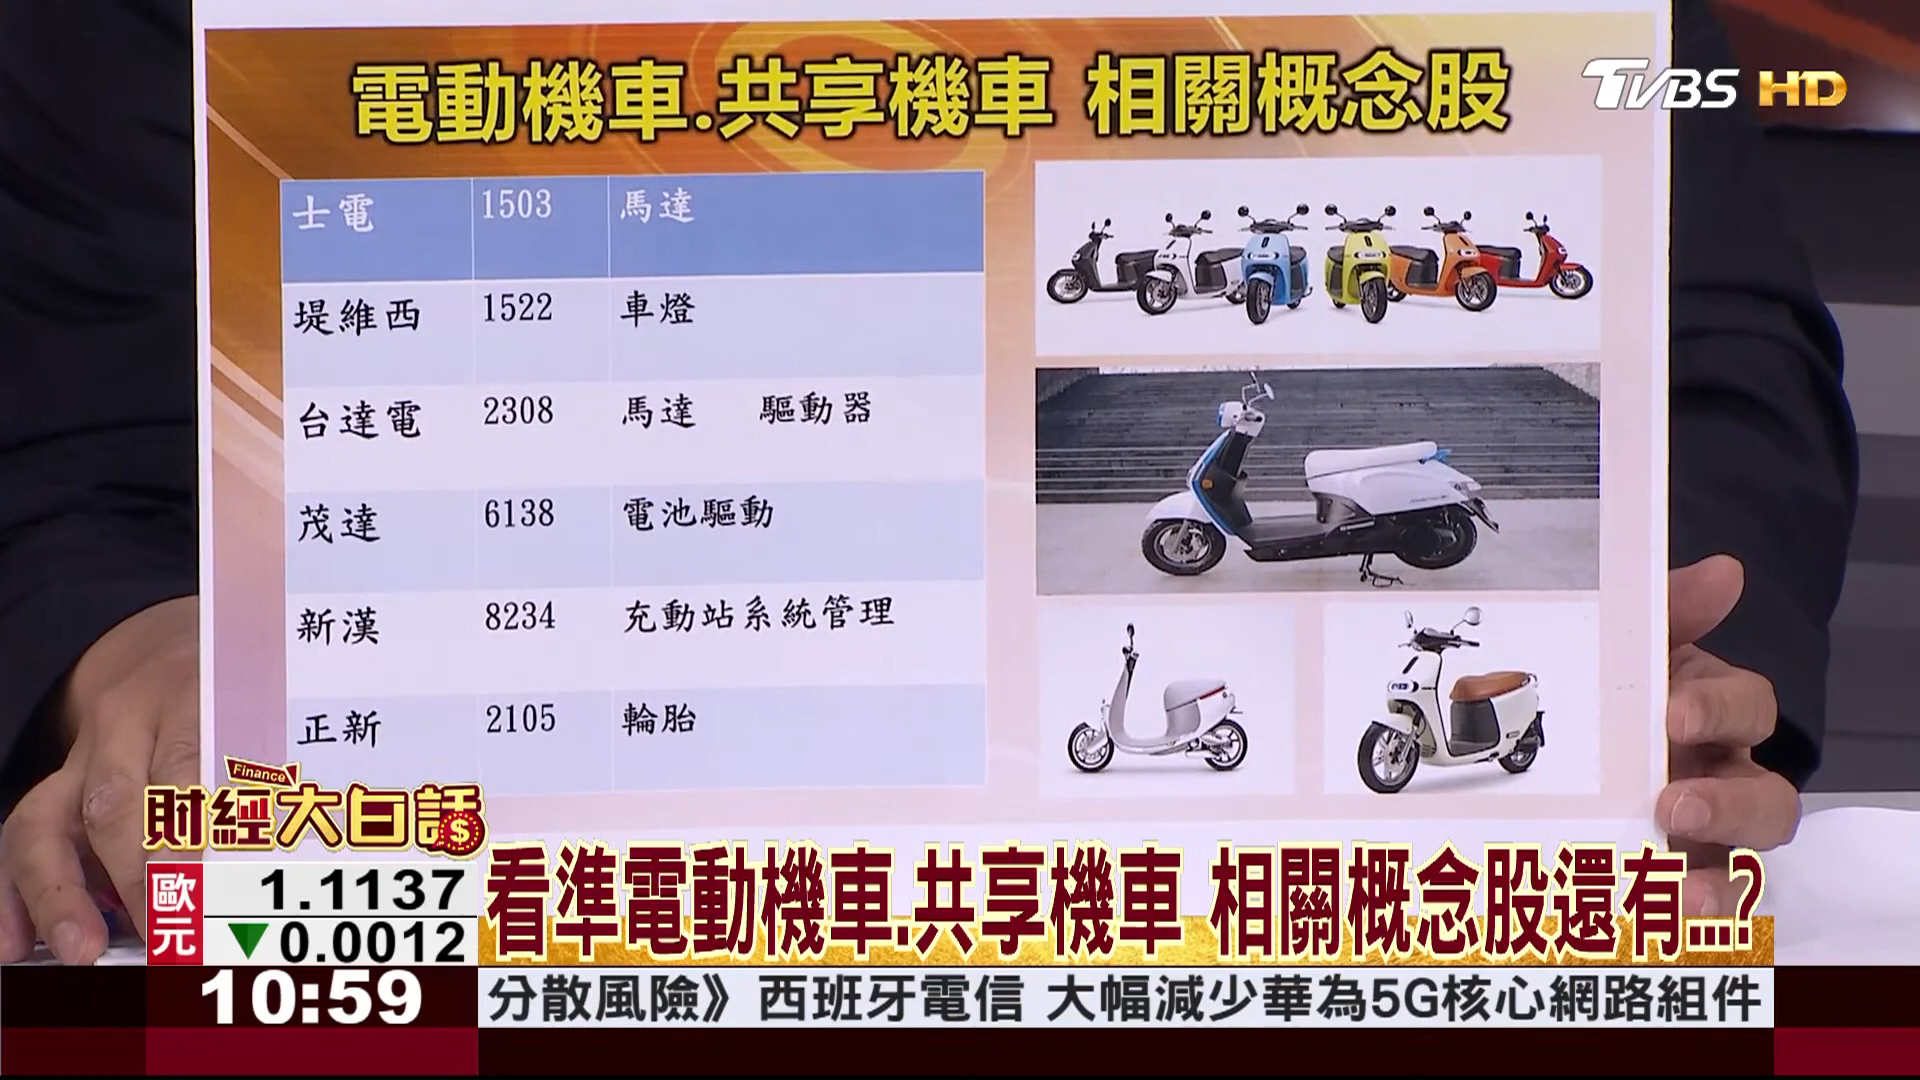 電動機車.共享機車 相關概念股
TVBS HD
士電 1503 馬達
堤維西 1522 車燈
台達電 2308 馬達 驅動器
茂達 6138 電池驅動
新漢 8234 充動站系統管理
正新 2105 輪胎
Finance
財經大白話
$
歐元 1.1137
▼0.0012
看準電動機車.共享機車 相關概念股還有...?
10:59
分散風險》西班牙電信 大幅減少華為5G核心網路組件